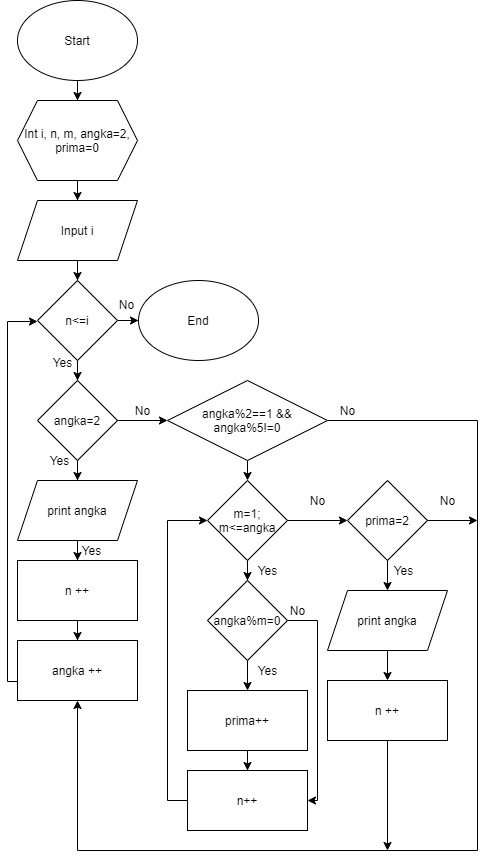 Start
Int i, n, m, angka=2,
prima=0
Input i
n<=i
No
End
Yes
angka=2
No
angka%2==1 &&
angka%5!=0
No
Yes
print angka
Yes
n ++
angka ++
m=1;
m<=angka
No
prima=2
No
Yes
Yes
angka%m=0
No
print angka
Yes
prima++
n ++
n++